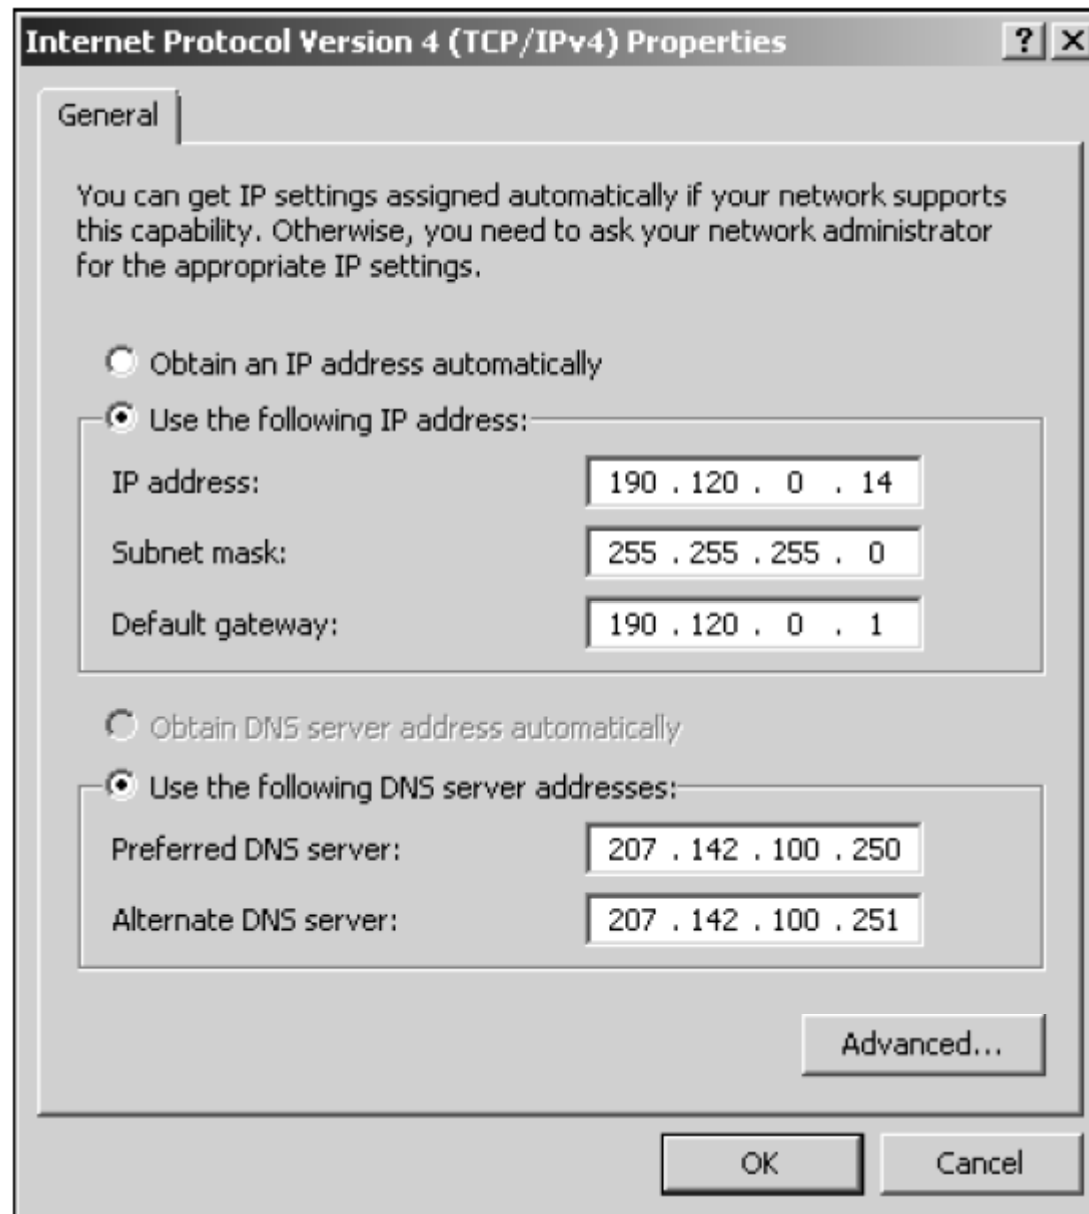 Internet Protocol Version 4 (TCP/IPv4) Properties ? X
General
You can get IP settings assigned automatically if your network supports
this capability. Otherwise, you need to ask your network administrator
for the appropriate IP settings.
Obtain an IP address automatically
Use the following IP address:
IP address: 190 . 120 . 0 . 14
Subnet mask: 255 . 255 . 255 . 0
Default gateway: 190 . 120 . 0 . 1
Obtain DNS server address automatically
Use the following DNS server addresses:
Preferred DNS server: 207 . 142 . 100 . 250
Alternate DNS server: 207 . 142 . 100 . 251
Advanced...
OK Cancel